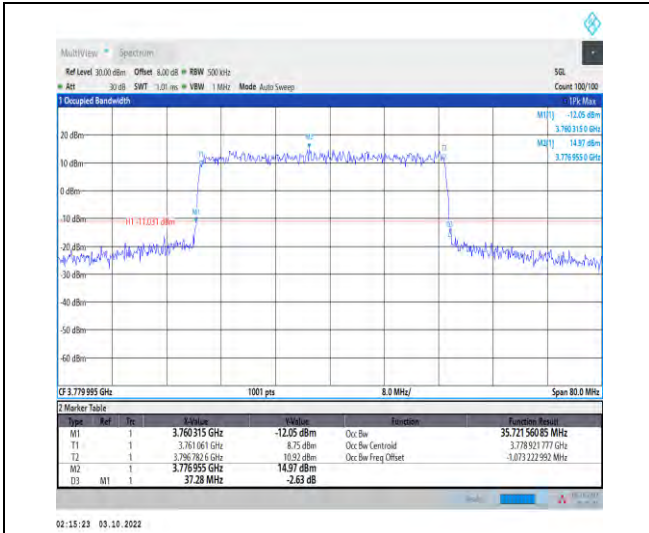 MultiView Spectrum
Ref Level 30.00 dBm Offset 8.00 dB RBW 500 kHz SGL
Att 30 dB SWT 1.01 ms VBW 1 MHz Mode Auto Sweep Count 100/100
1 Occupied Bandwidth 1Pk Max
M1[1] -12.05 dBm
3.760 315 0 GHz
20 dBm M2[1] 14.97 dBm
3.776 955 0 GHz
M2
T1
10 dBm
0 dBm
M1
-10 dBm
H1 -11.031 dBm
-20 dBm
-30 dBm
-40 dBm
-50 dBm
-60 dBm
CF 3.779 995 GHz 1001 pts 8.0 MHz/ Span 80.0 MHz
2 Marker Table
Type Ref Trc X-Value Y-Value Function Function Result
M1 1 3.760 315 GHz -12.05 dBm Occ Bw 35.721 560 85 MHz
T1 1 3.761 061 GHz 8.75 dBm Occ Bw Centroid 3.778 921 777 GHz
T2 1 3.796 782 6 GHz 10.92 dBm Occ Bw Freq Offset -1.073 222 992 MHz
M2 1 3.776 955 GHz 14.97 dBm
D3 M1 1 37.28 MHz -2.63 dB
02:15:23 03.10.2022